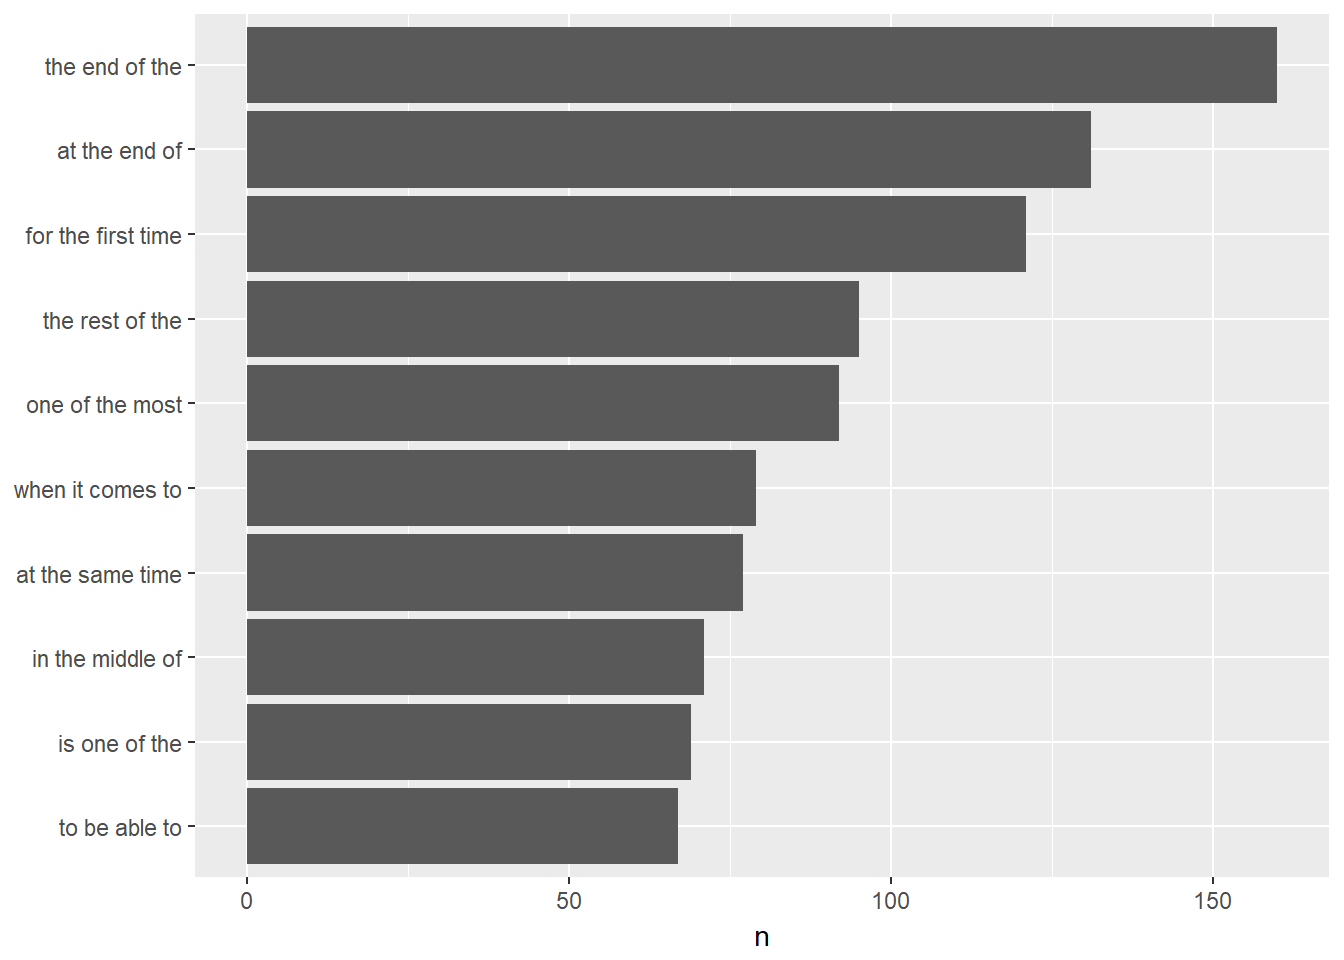 the end of the
at the end of
for the first time
the rest of the
one of the most
when it comes to
at the same time
in the middle of
is one of the
to be able to
0 50 100 150
n